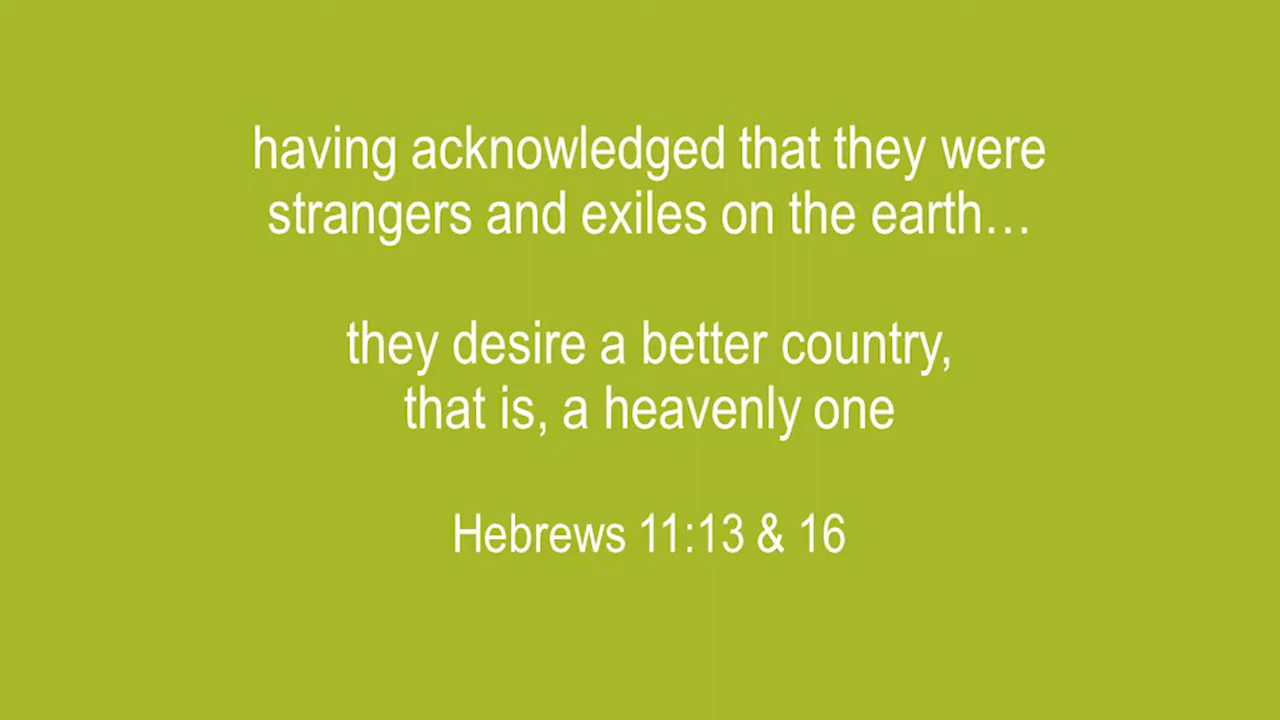 having acknowledged that they were
strangers and exiles on the earth…
they desire a better country,
that is, a heavenly one
Hebrews 11:13 & 16